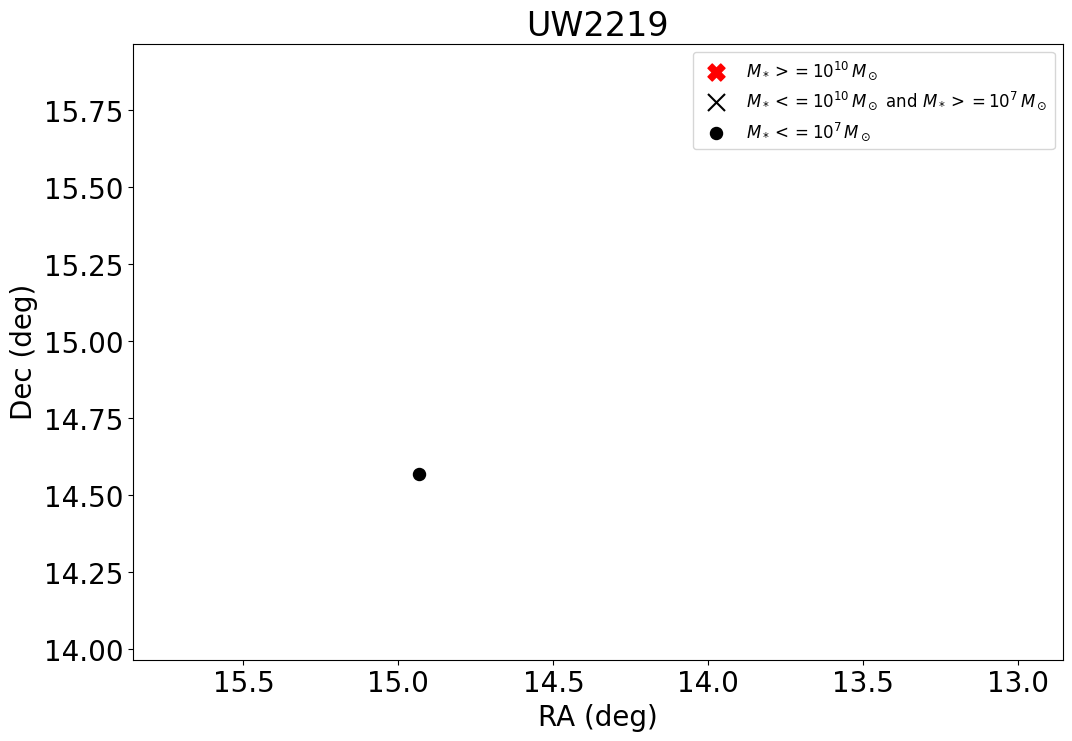 UW2219
M* >= 10^10 M⊙
M* <= 10^10 M⊙ and M* >= 10^7 M⊙
M* <= 10^7 M⊙
15.75
15.50
15.25
15.00
14.75
14.50
14.25
14.00
Dec (deg)
15.5 15.0 14.5 14.0 13.5 13.0
RA (deg)